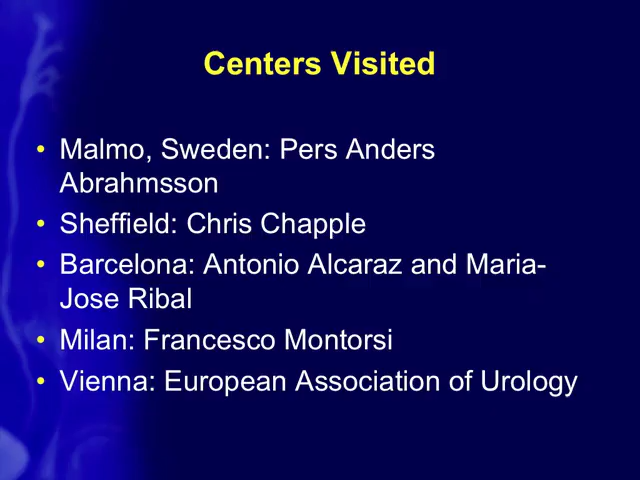 Centers Visited
• Malmo, Sweden: Pers Anders
Abrahmsson
• Sheffield: Chris Chapple
• Barcelona: Antonio Alcaraz and Maria-
Jose Ribal
• Milan: Francesco Montorsi
• Vienna: European Association of Urology